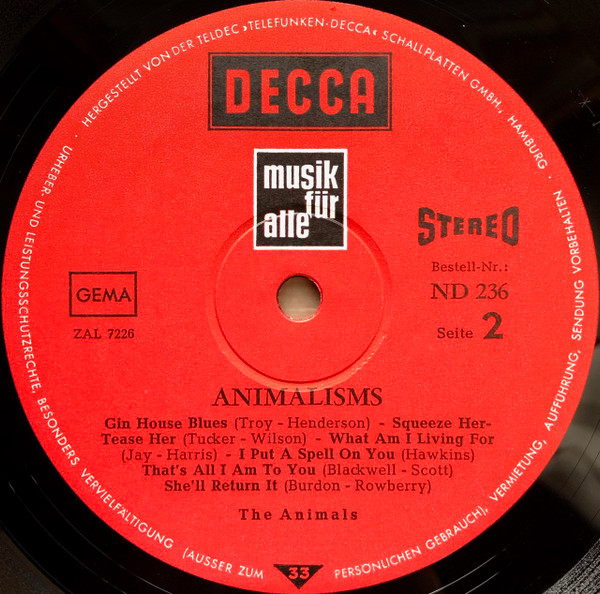 HERGESTELLT VON DER TELDEC »TELEFUNKEN-DECCA« SCHALLPLATTEN GMBH., HAMBURG ·
DECCA
musik
für
alle
STEREO
Bestell-Nr.:
ND 236
Seite 2
GEMA
ZAL 7226
ANIMALISMS
Gin House Blues (Troy - Henderson) - Squeeze Her-
Tease Her (Tucker - Wilson) - What Am I Living For
(Jay - Harris) - I Put A Spell On You (Hawkins)
That's All I Am To You (Blackwell - Scott)
She'll Return It (Burdon - Rowberry)
The Animals
33
URHEBER- UND LEISTUNGSSCHUTZRECHTE, BESONDERS VERVIELFÄLTIGUNG (AUSSER ZUM PERSÖNLICHEN GEBRAUCH), VERMIETUNG, AUFFÜHRUNG, SENDUNG VORBEHALTEN ·